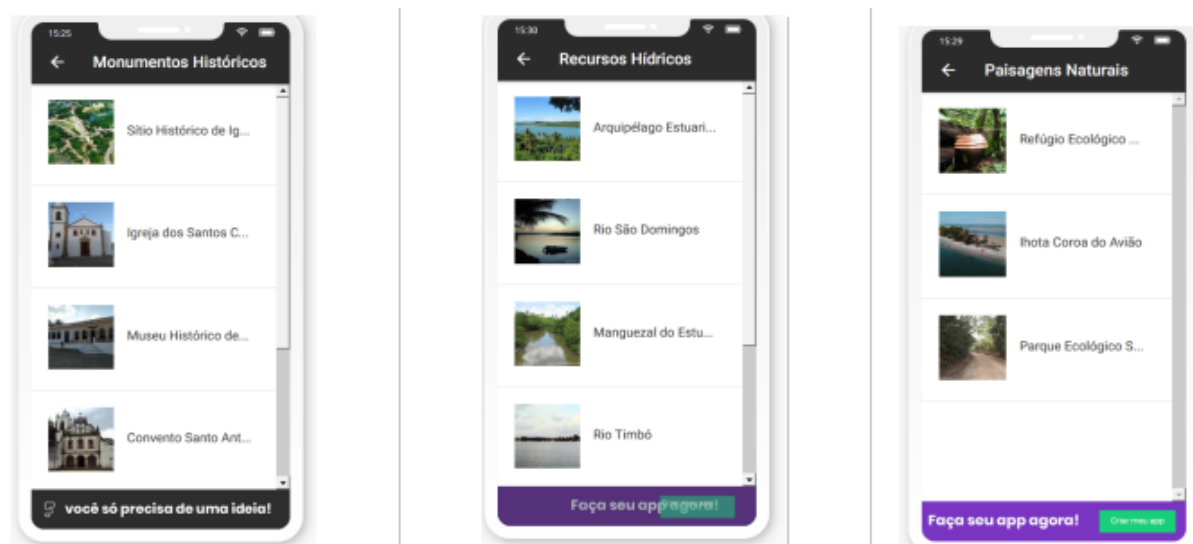 15:25
Monumentos Históricos
Sítio Histórico de Ig...
Igreja dos Santos C...
Museu Histórico de...
Convento Santo Ant...
você só precisa de uma ideia!
15:30
Recursos Hídricos
Arquipélago Estuari...
Rio São Domingos
Manguezal do Estu...
Rio Timbó
Faça seu app agora!
15:29
Paisagens Naturais
Refúgio Ecológico ...
Ihota Coroa do Avião
Parque Ecológico S...
Faça seu app agora!
Criar meu app